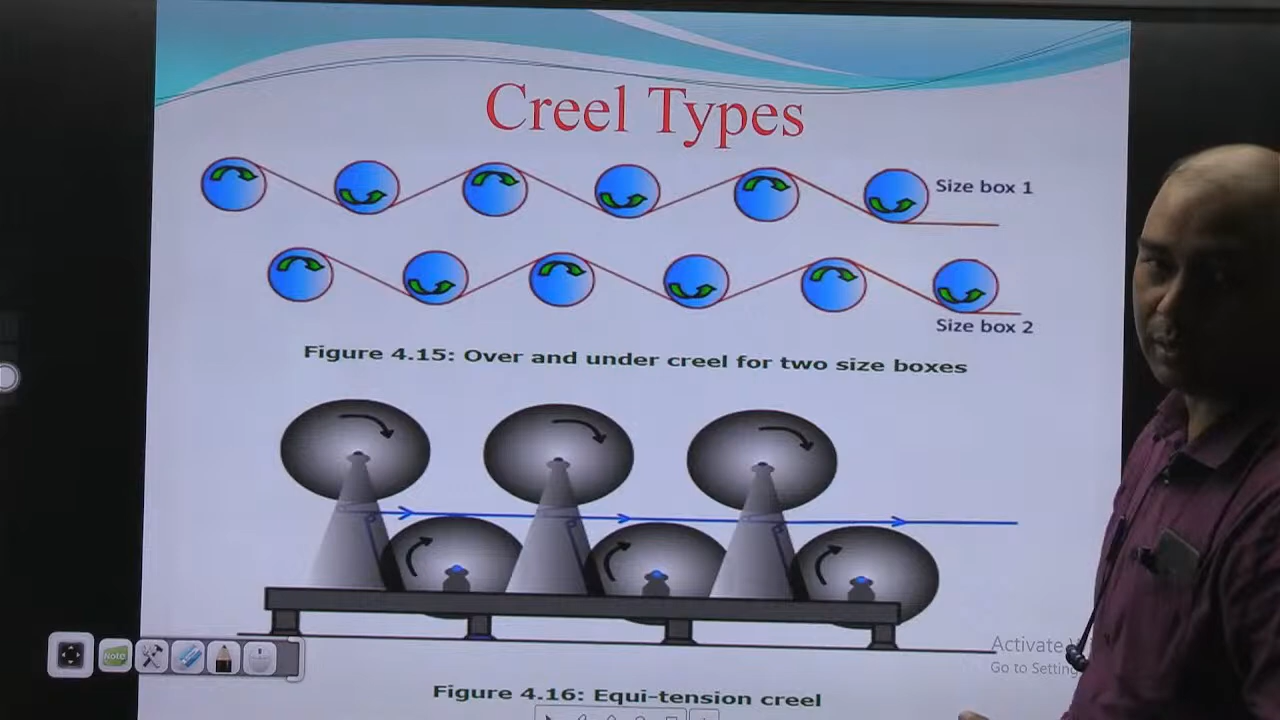 Creel Types
Size box 1
Size box 2
Figure 4.15: Over and under creel for two size boxes
Note
Activate
Go to Setting
Figure 4.16: Equi-tension creel